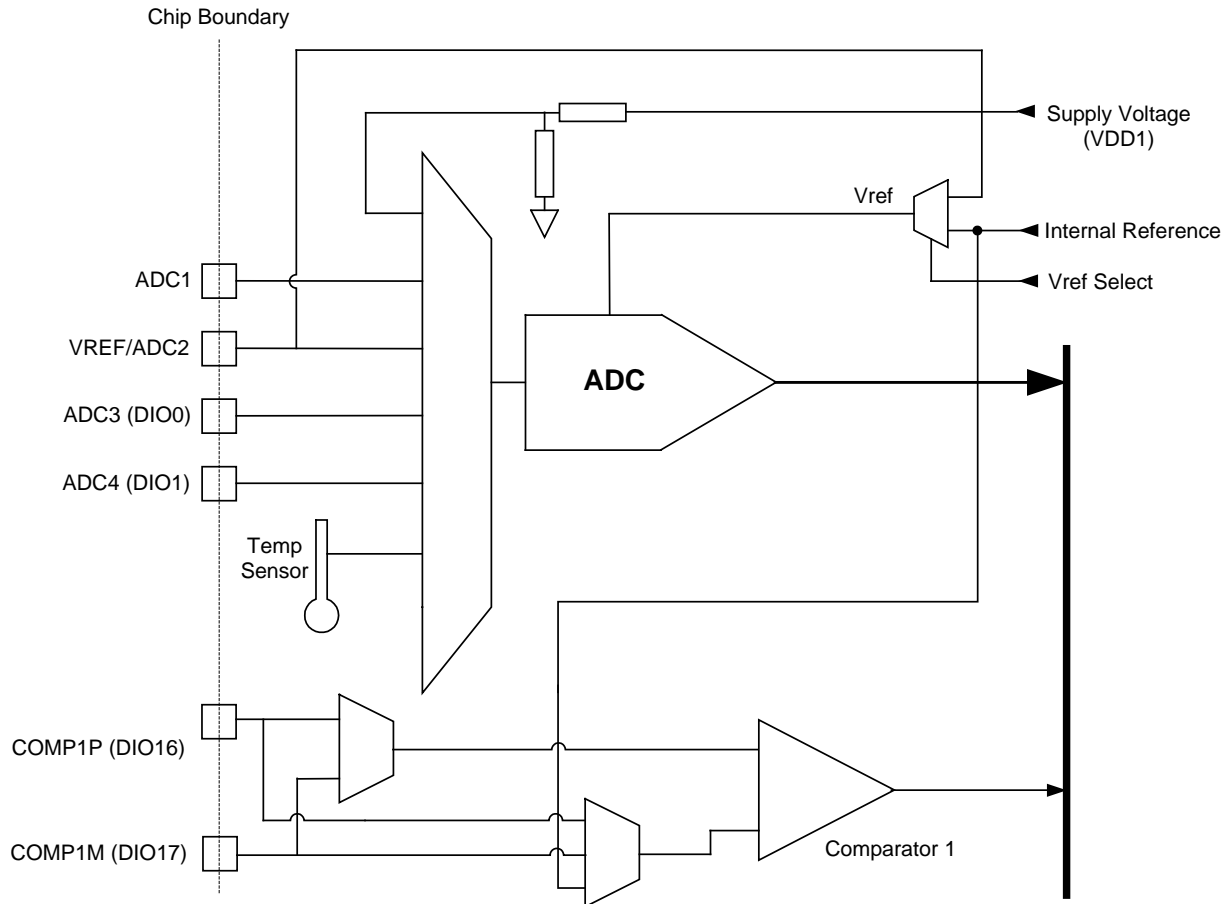 Chip Boundary
Supply Voltage
(VDD1)
Vref
Internal Reference
ADC1
Vref Select
VREF/ADC2
ADC
ADC3 (DIO0)
ADC4 (DIO1)
Temp
Sensor
COMP1P (DIO16)
COMP1M (DIO17)
Comparator 1